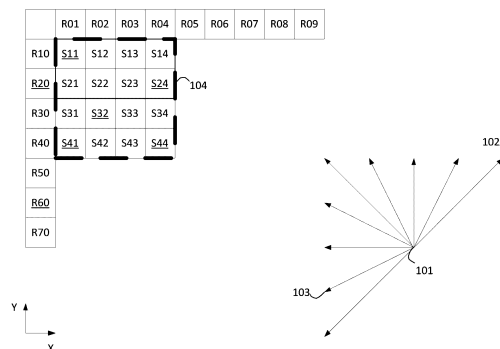 R01 R02 R03 R04 R05 R06 R07 R08 R09
R10 S11 S12 S13 S14
R20 S21 S22 S23 S24 104
R30 S31 S32 S33 S34
R40 S41 S42 S43 S44
102
R50
R60
R70
101
103
Y
X